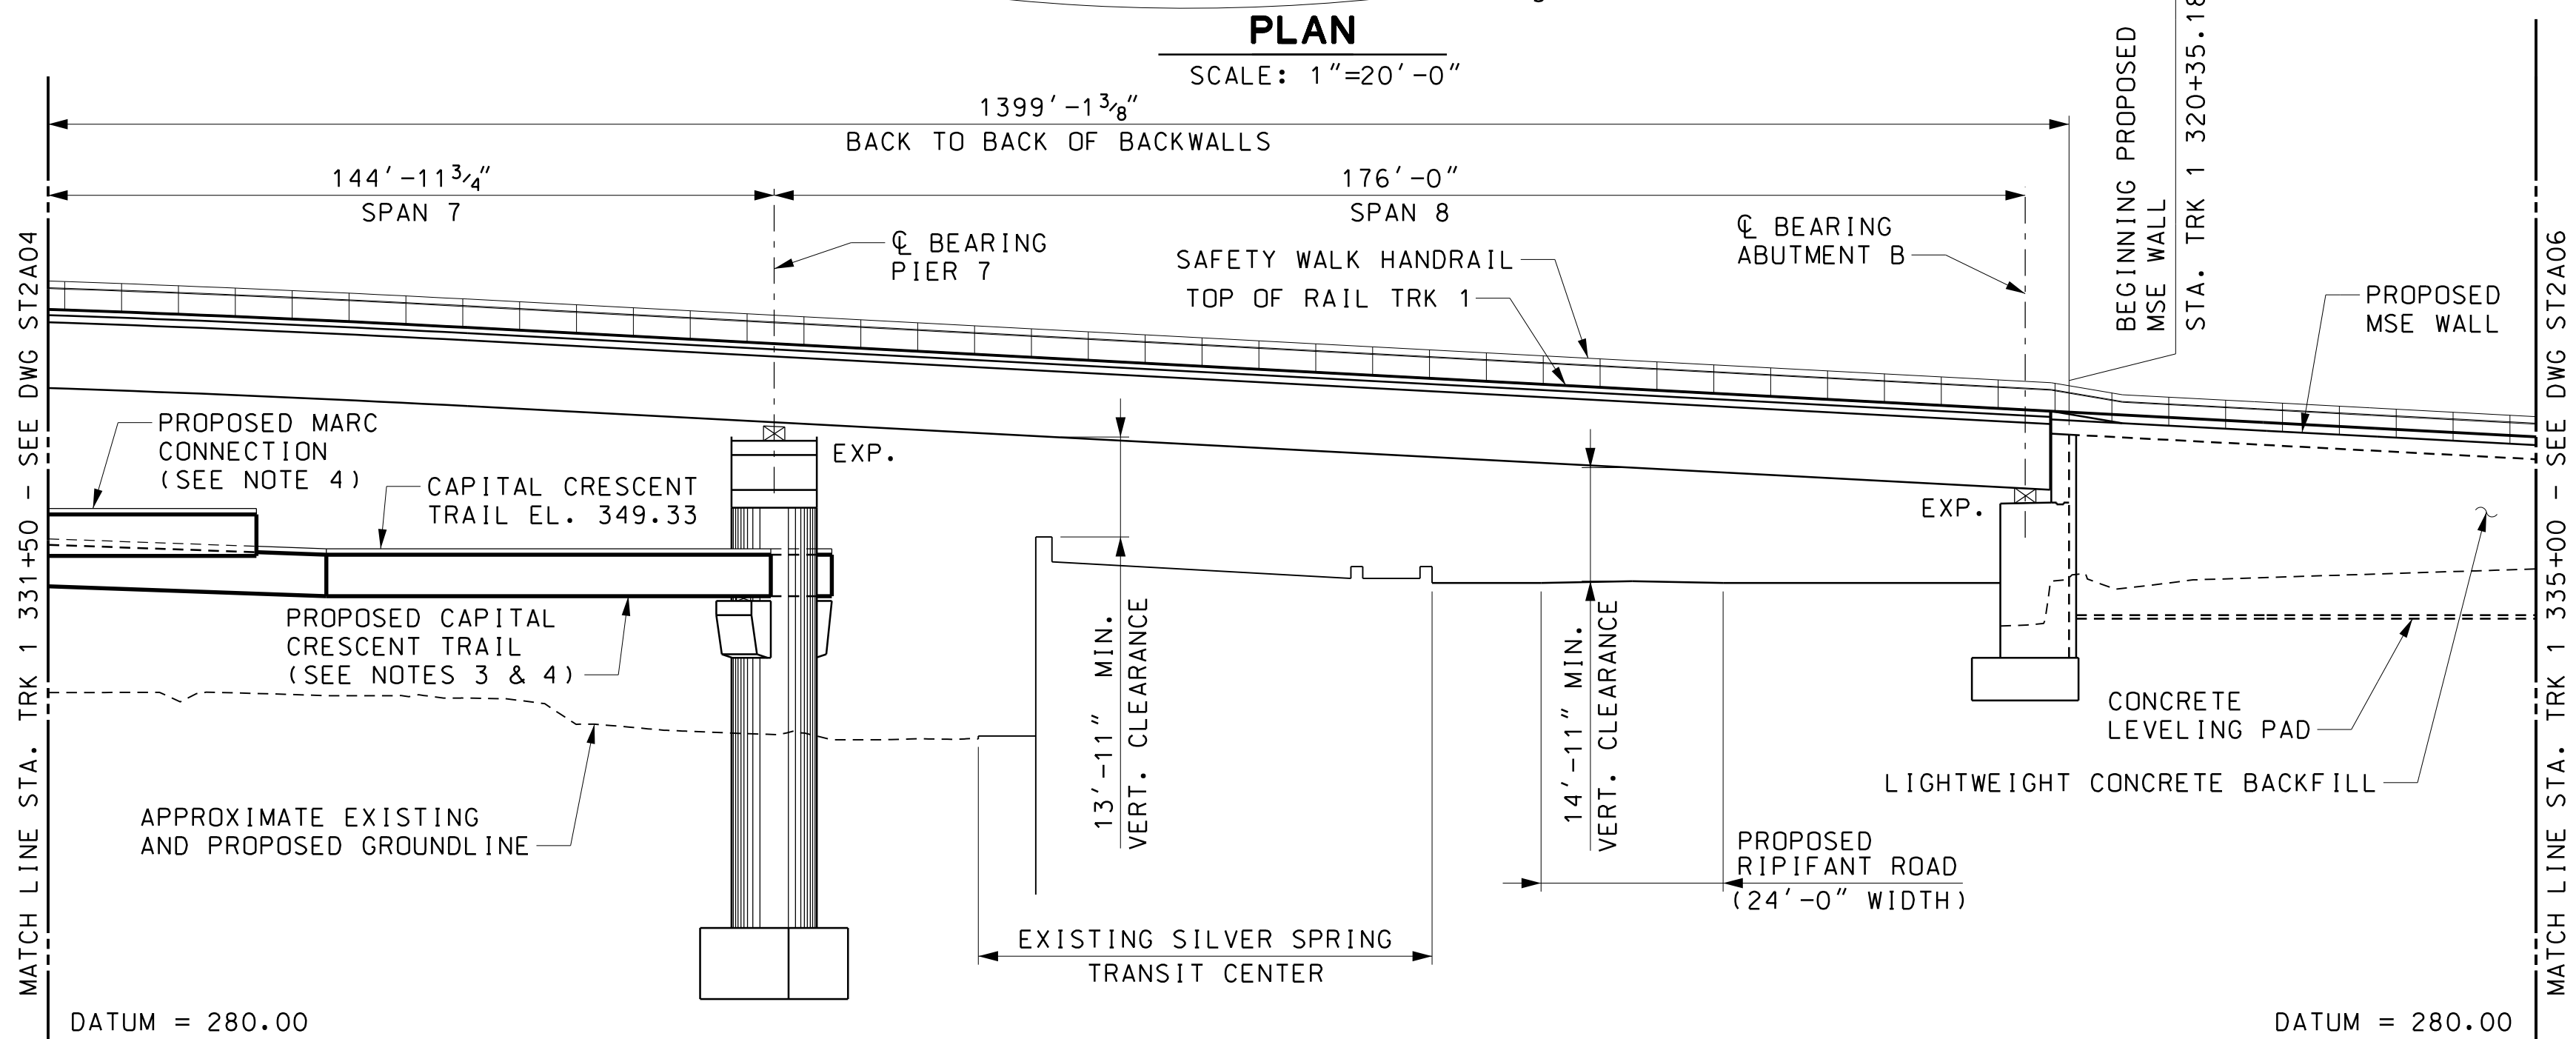 PLAN
SCALE: 1"=20'-0"
1399'-1 3/8"
BACK TO BACK OF BACKWALLS
144'-11 3/4"
SPAN 7
176'-0"
SPAN 8
℄ BEARING
PIER 7
SAFETY WALK HANDRAIL
TOP OF RAIL TRK 1
℄ BEARING
ABUTMENT B
BEGINNING PROPOSED
MSE WALL
STA. TRK 1 320+35.18
PROPOSED
MSE WALL
MATCH LINE STA. TRK 1 331+50 - SEE DWG ST2A04
MATCH LINE STA. TRK 1 335+00 - SEE DWG ST2A06
PROPOSED MARC
CONNECTION
(SEE NOTE 4)
CAPITAL CRESCENT
TRAIL EL. 349.33
EXP.
EXP.
PROPOSED CAPITAL
CRESCENT TRAIL
(SEE NOTES 3 & 4)
13'-11" MIN.
VERT. CLEARANCE
14'-11" MIN.
VERT. CLEARANCE
CONCRETE
LEVELING PAD
LIGHTWEIGHT CONCRETE BACKFILL
APPROXIMATE EXISTING
AND PROPOSED GROUNDLINE
PROPOSED
RIPIFANT ROAD
(24'-0" WIDTH)
EXISTING SILVER SPRING
TRANSIT CENTER
DATUM = 280.00
DATUM = 280.00